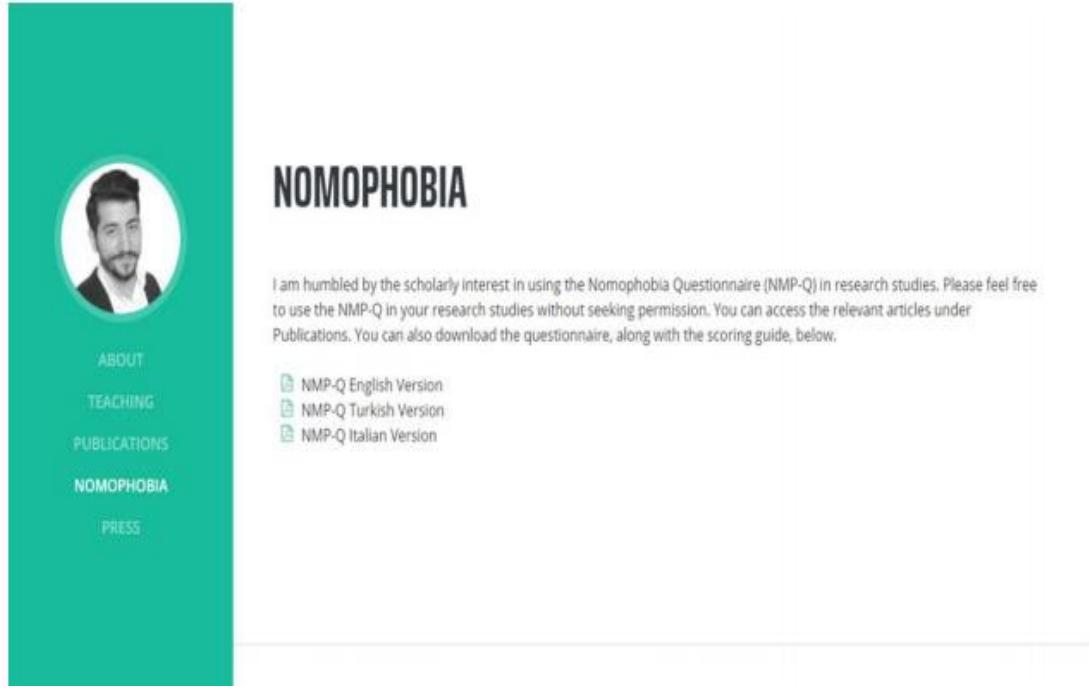 ABOUT
TEACHING
PUBLICATIONS
NOMOPHOBIA
PRESS
NOMOPHOBIA
I am humbled by the scholarly interest in using the Nomophobia Questionnaire (NMP-Q) in research studies. Please feel free
to use the NMP-Q in your research studies without seeking permission. You can access the relevant articles under
Publications. You can also download the questionnaire, along with the scoring guide, below.
NMP-Q English Version
NMP-Q Turkish Version
NMP-Q Italian Version